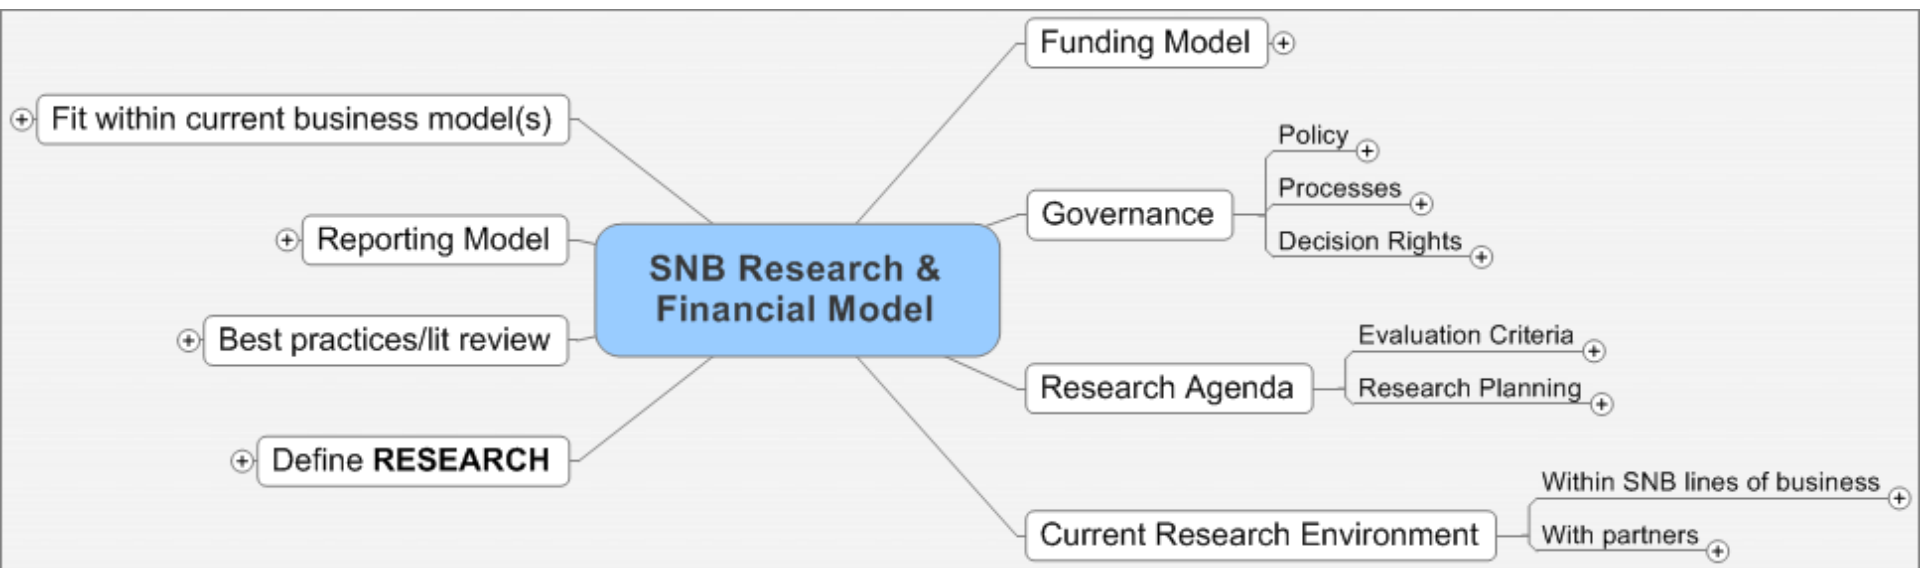 Funding Model
Fit within current business model(s)
Policy
Processes
Governance
Decision Rights
Reporting Model
SNB Research &
Financial Model
Best practices/lit review
Evaluation Criteria
Research Agenda
Research Planning
Define RESEARCH
Within SNB lines of business
Current Research Environment
With partners